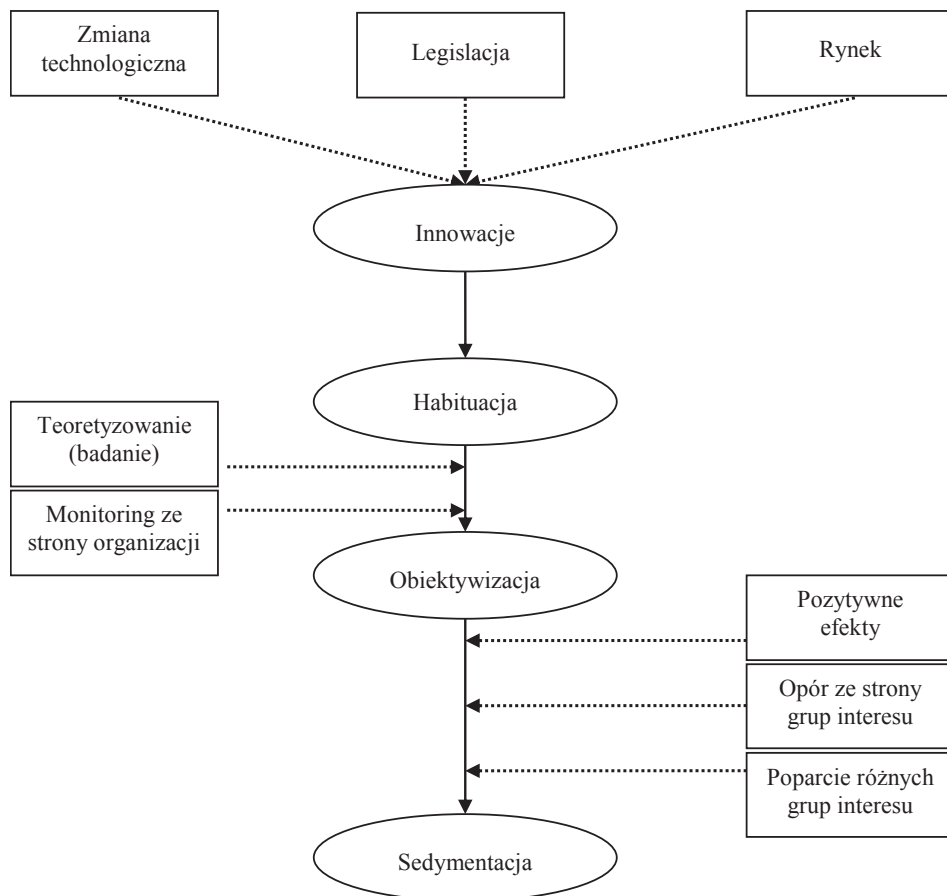 Zmiana
technologiczna
Legislacja
Rynek
Innowacje
Habituacja
Teoretyzowanie
(badanie)
Monitoring ze
strony organizacji
Obiektywizacja
Pozytywne
efekty
Opór ze strony
grup interesu
Poparcie różnych
grup interesu
Sedymentacja